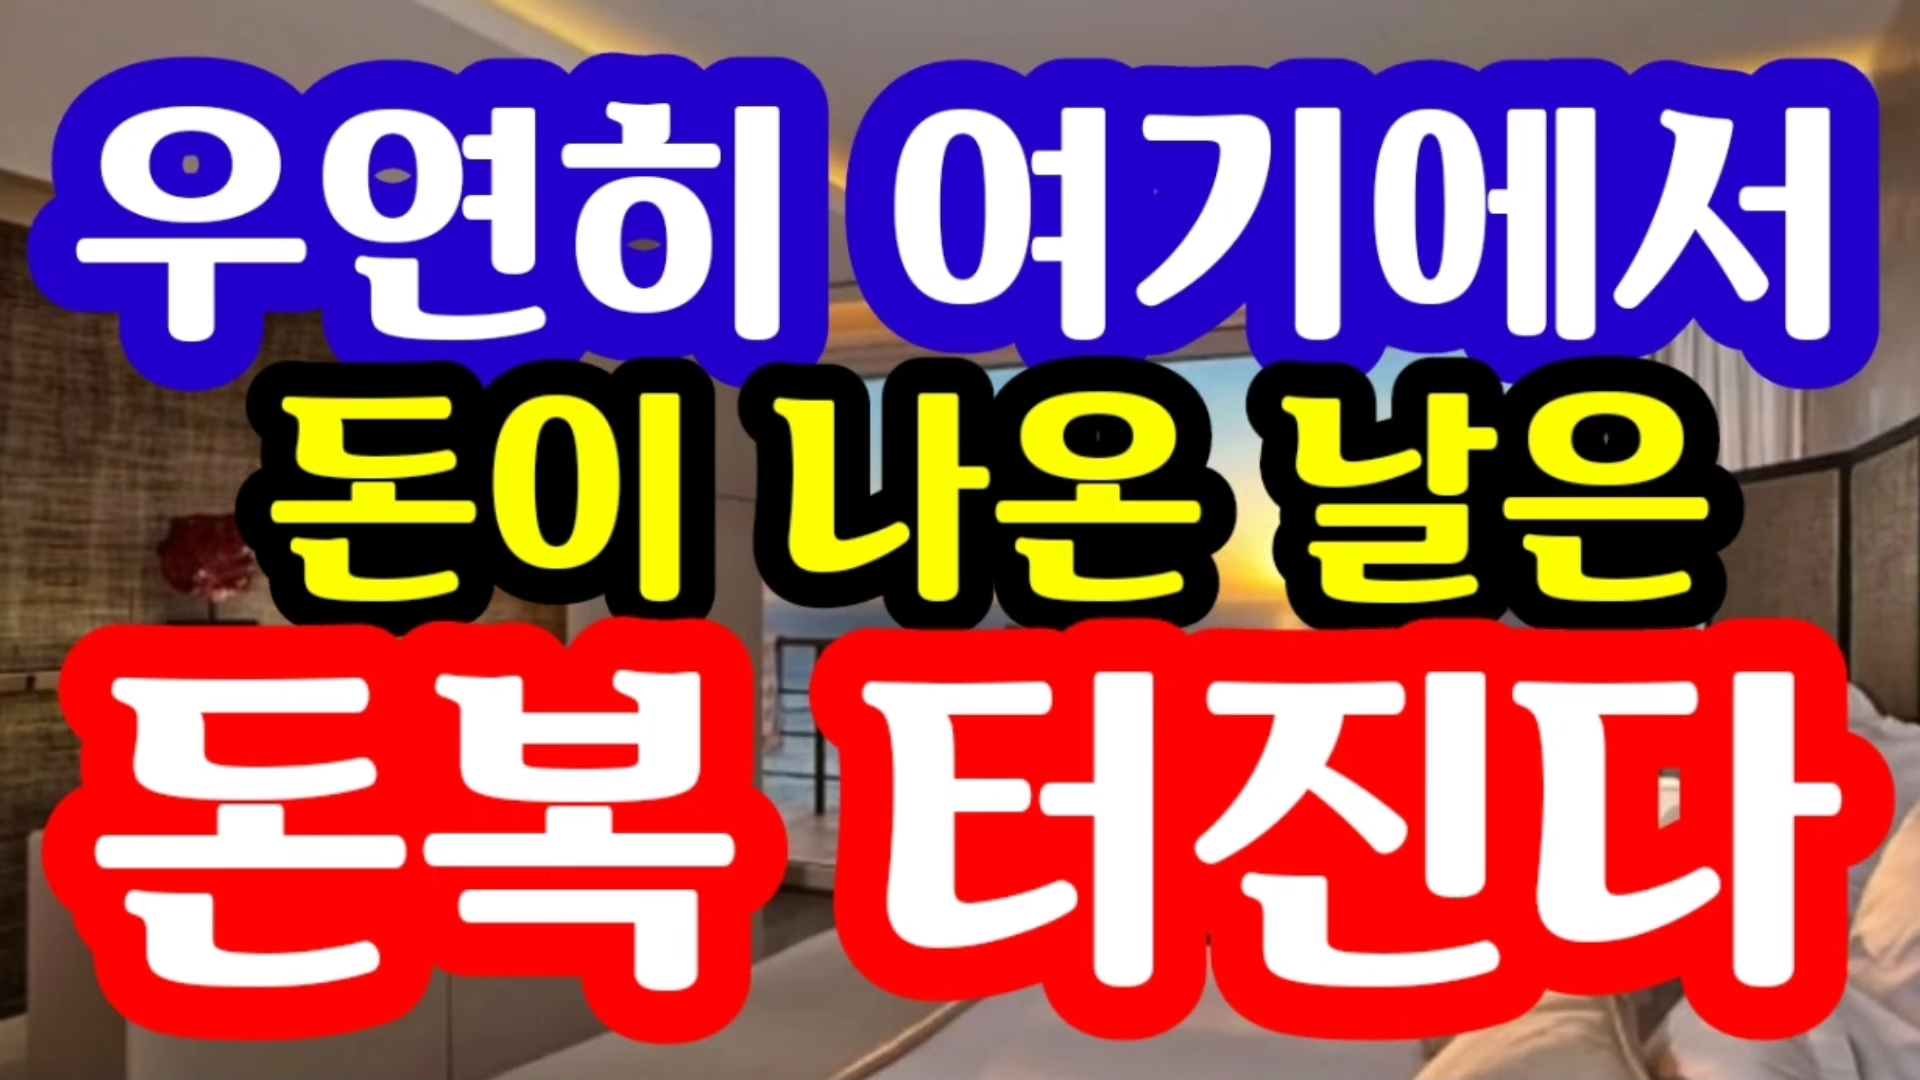 우연히 여기에서
돈이 나온 날은
돈복 터진다